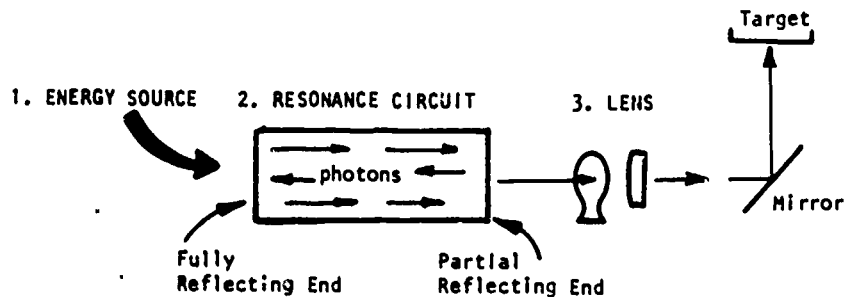 Target
1. ENERGY SOURCE 2. RESONANCE CIRCUIT 3. LENS
photons
Mirror
Fully
Reflecting End
Partial
Reflecting End